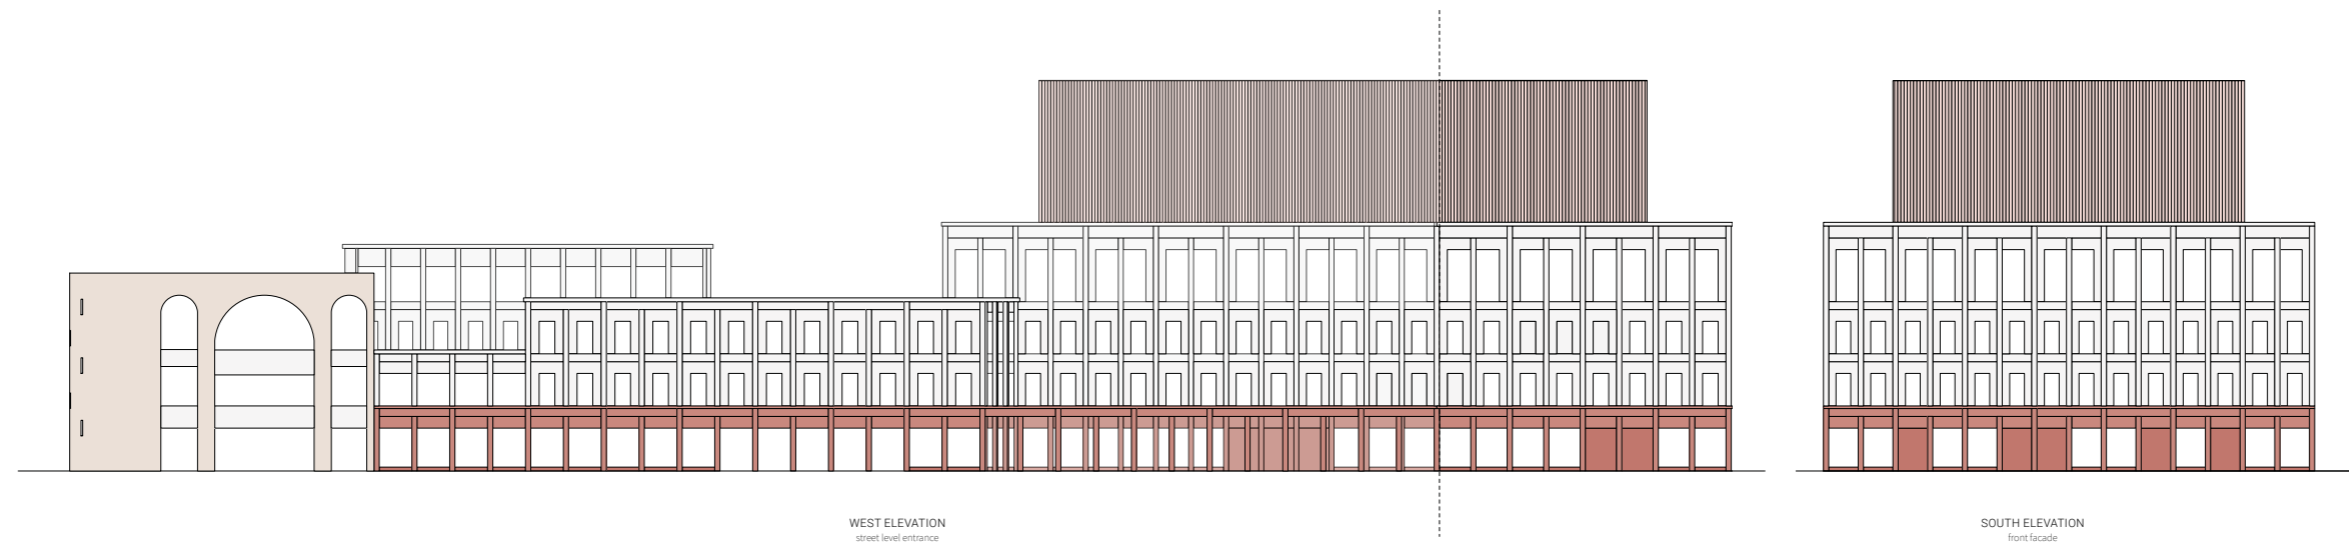 WEST ELEVATION
street level entrance
SOUTH ELEVATION
front facade